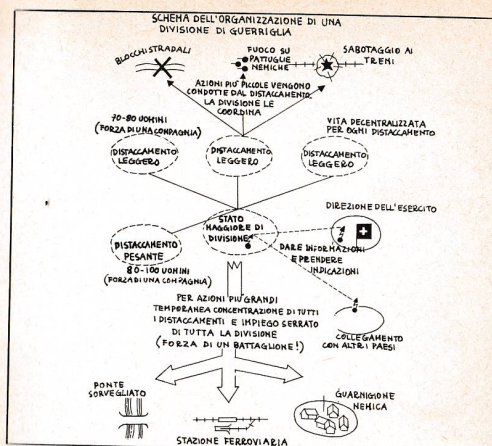 SCHEMA DELL'ORGANIZZAZIONE DI UNA
DIVISIONE DI GUERRIGLIA
BLOCCHI STRADALI
FUOCO SU
PATTUGLIE
NEMICHE
SABOTAGGIO AI
TRENI
AZIONI PIU' PICCOLE VENGONO
CONDOTTE DAL DISTACCAMENTO.
LA DIVISIONE LE
COORDINA
70-80 UOMINI
(FORZA DI UNA COMPAGNIA)
VITA DECENTRALIZZATA
PER OGNI DISTACCAMENTO
DISTACCAMENTO
LEGGERO
DISTACCAMENTO
LEGGERO
DISTACCAMENTO
LEGGERO
STATO
MAGGIORE DI
DIVISIONE
DIREZIONE DELL'ESERCITO
DISTACCAMENTO
PESANTE
80-100 UOMINI
(FORZA DI UNA COMPAGNIA)
DARE INFORMAZIONI
E PRENDERE
INDICAZIONI
PER AZIONI PIU' GRANDI
TEMPORANEA CONCENTRAZIONE DI TUTTI
I DISTACCAMENTI E IMPIEGO SERRATO
DI TUTTA LA DIVISIONE
(FORZA DI UN BATTAGLIONE!)
COLLEGAMENTO
CON ALTRI PAESI
PONTE
SORVEGLIATO
GUARNIGIONE
NEMICA
STAZIONE FERROVIARIA